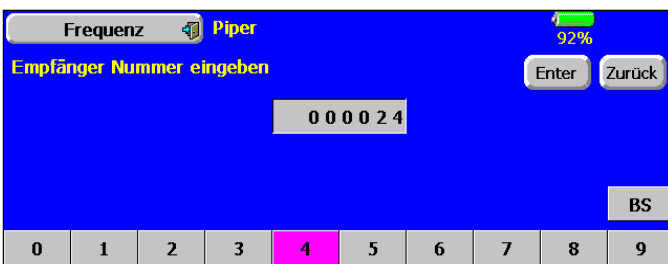 Frequenz Piper 92%
Empfänger Nummer eingeben Enter Zurück
000024
BS
0 1 2 3 4 5 6 7 8 9